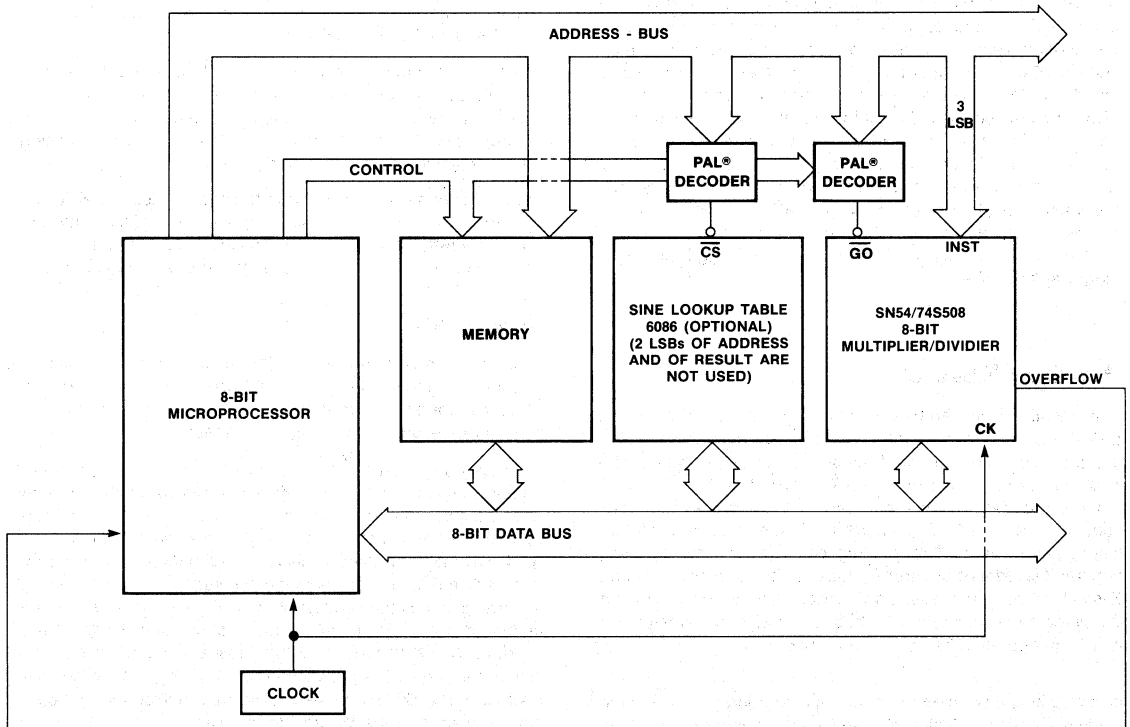 ADDRESS - BUS
3
LSB
CONTROL
PAL®
DECODER
PAL®
DECODER
CS
GO
INST
8-BIT
MICROPROCESSOR
MEMORY
SINE LOOKUP TABLE
6086 (OPTIONAL)
(2 LSBs OF ADDRESS
AND OF RESULT ARE
NOT USED)
SN54/74S508
8-BIT
MULTIPLIER/DIVIDIER
OVERFLOW
CK
8-BIT DATA BUS
CLOCK